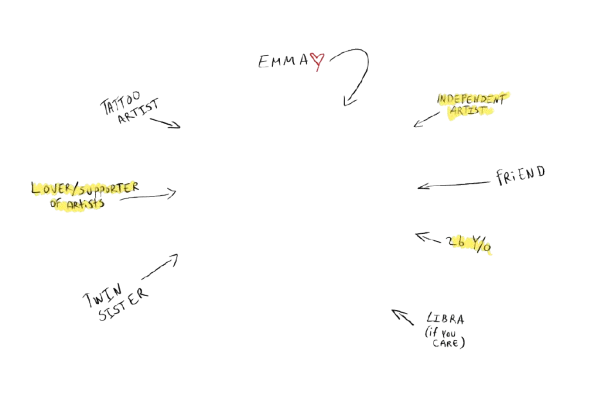 EMMA
TATTOO
ARTIST
INDEPENDENT
ARTIST
LOVER/SUPPORTER
OF ARTISTS
FRIEND
26 Y/O
TWIN
SISTER
LIBRA
(if YOU
CARE)